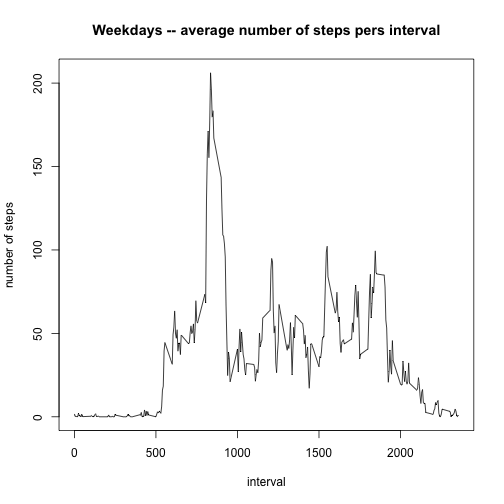 Weekdays -- average number of steps pers interval
number of steps
200
150
100
50
0
0 500 1000 1500 2000
interval